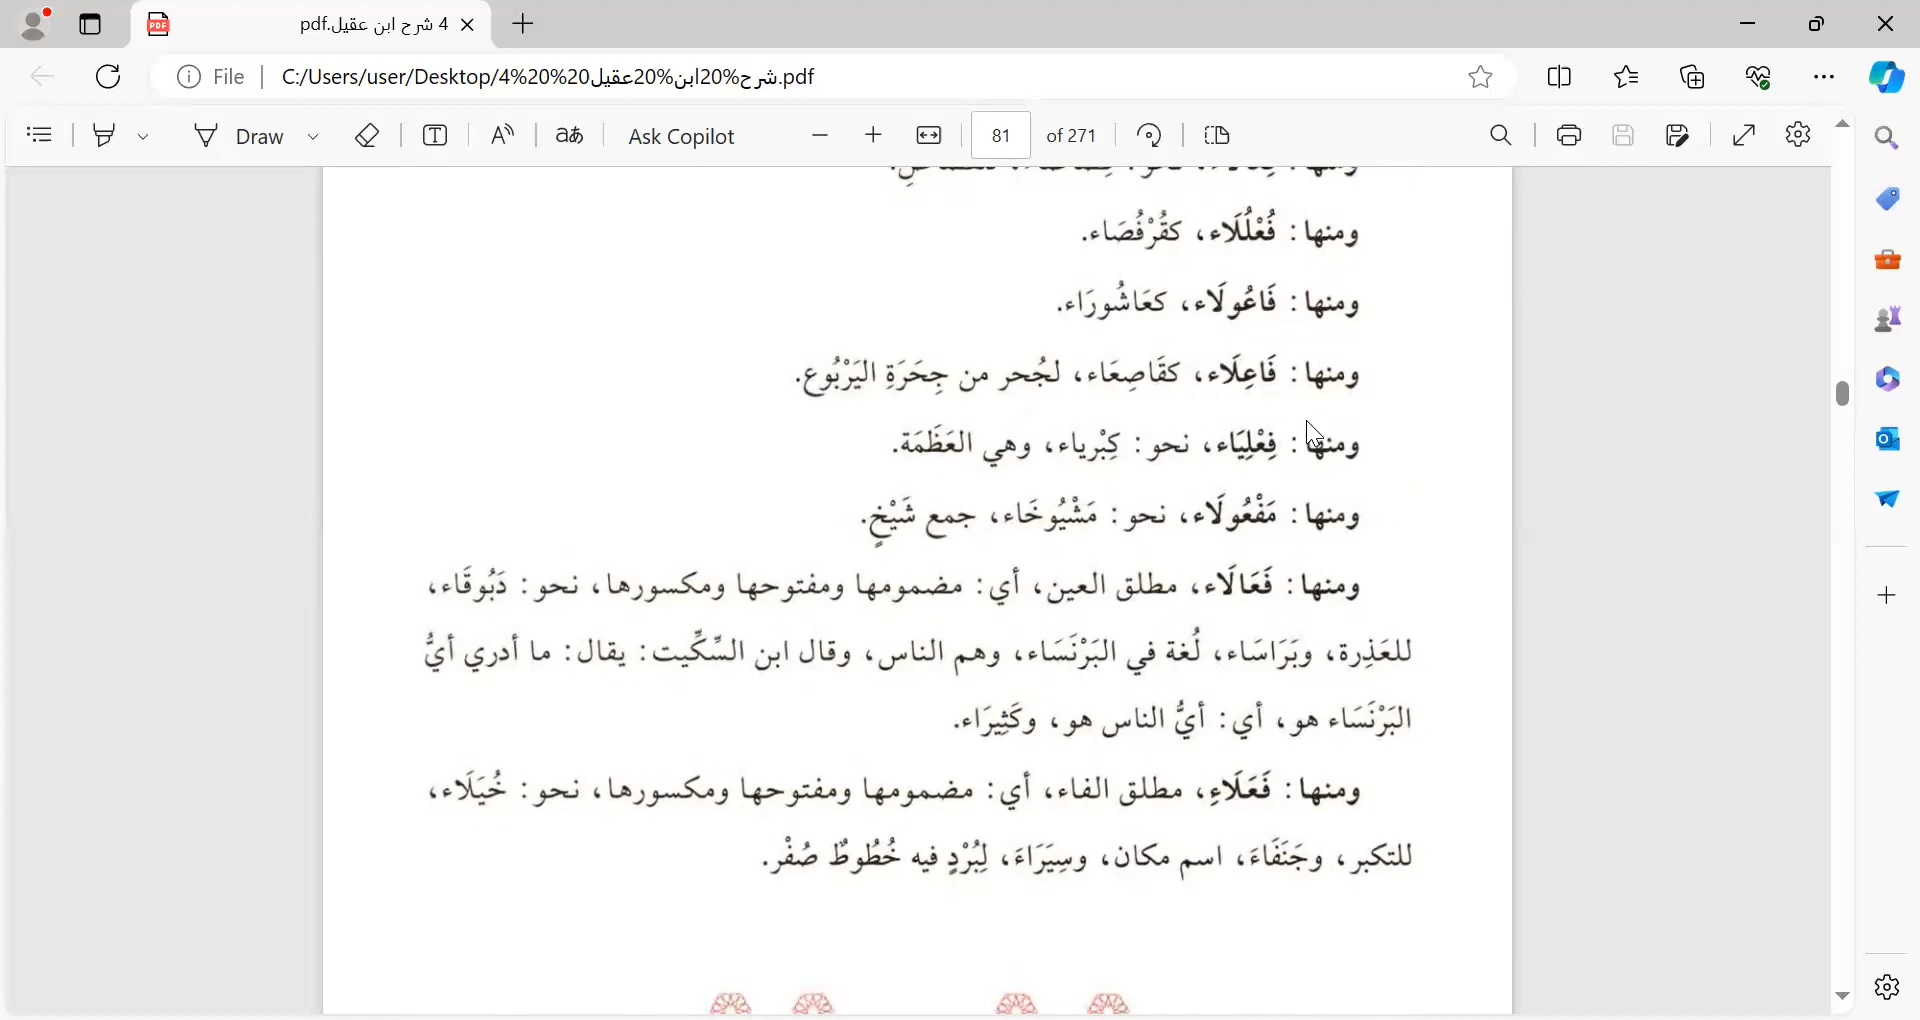 4 شرح ابن عقيل.pdf
File
C:/Users/user/Desktop/4%20%20شرح%20ابن%20عقيل.pdf
Draw
Ask Copilot
81
of 271
ومنها: فُعْلُلَاء، كقُرْفُصَاء.
ومنها: فَاعُولَاء، كعَاشُورَاء.
ومنها: فَاعِلَاء، كقَاصِعَاء، لجُحر من جِحَرَةِ اليَرْبُوع.
ومنها: فِعْلِيَاء، نحو: كِبْرياء، وهي العَظَمَة.
ومنها: مَفْعُولَاء، نحو: مَشْيُوخَاء، جمع شَيْخٍ.
ومنها: فَعَالَاء، مطلق العين، أي: مضمومها ومفتوحها ومكسورها، نحو: دَبُوقَاء،
للعَذِرة، وبَرَاسَاء، لُغة في البَرْنَسَاء، وهم الناس، وقال ابن السِّكِّيت: يقال: ما أدري أيُّ
البَرْنَسَاء هو، أي: أيُّ الناس هو، وكَثِيرَاء.
ومنها: فَعَلَاءِ، مطلق الفاء، أي: مضمومها ومفتوحها ومكسورها، نحو: خُيَلَاء،
للتكبر، وجَنَفَاءَ، اسم مكان، وسِيَرَاءَ، لِبُرْدٍ فيه خُطُوطٌ صُفْر.